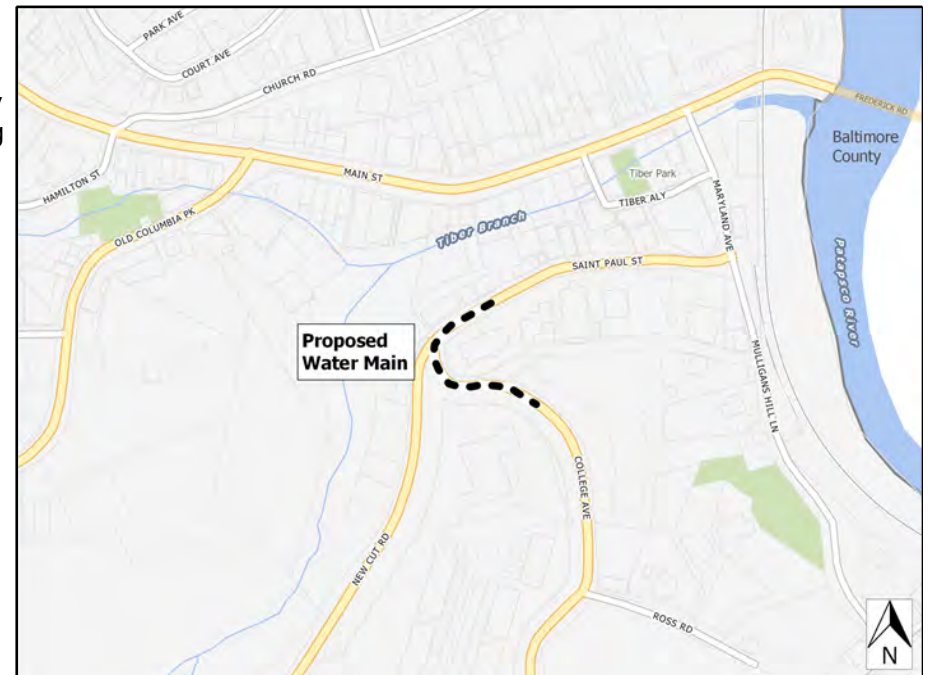 PARK AVE
COURT AVE
CHURCH RD
FREDERICK RD
Baltimore
County
HAMILTON ST
MAIN ST
Tiber Park
TIBER ALY
MARYLAND AVE
OLD COLUMBIA PK
Tiber Branch
SAINT PAUL ST
Patapsco River
Proposed
Water Main
MULLIGANS HILL LN
COLLEGE AVE
NEW CUT RD
ROSS RD
N